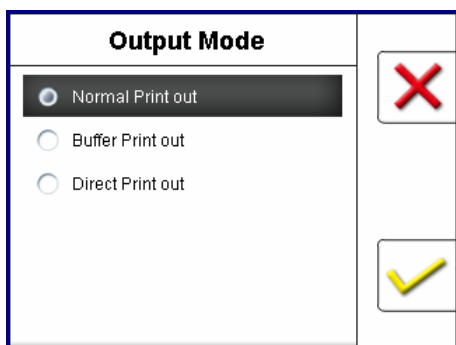 Output Mode
Normal Print out
Buffer Print out
Direct Print out